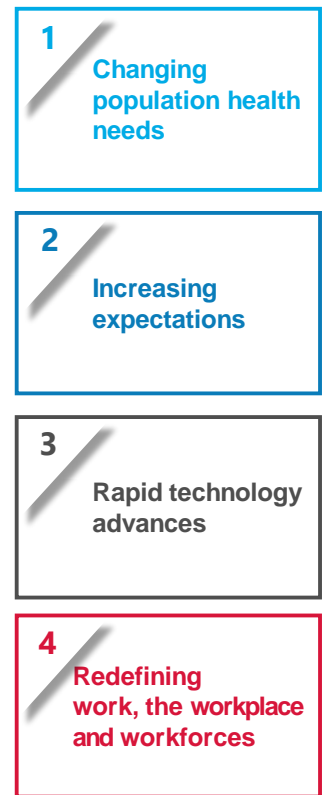 1
Changing
population health
needs
2
Increasing
expectations
3
Rapid technology
advances
4
Redefining
work, the workplace
and workforces